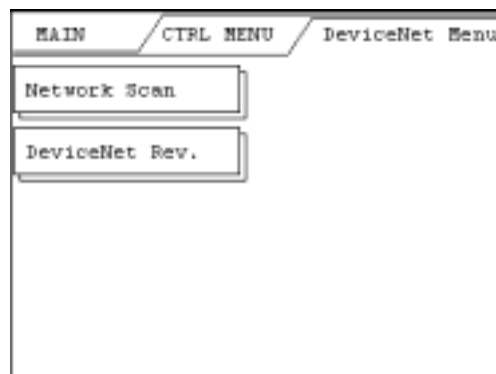 MAIN CTRL MENU DeviceNet Menu
Network Scan
DeviceNet Rev.